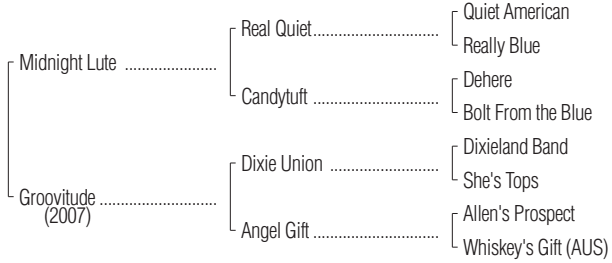 Quiet American
Real Quiet
Really Blue
Midnight Lute
Dehere
Candytuft
Bolt From the Blue
Dixieland Band
Dixie Union
She's Tops
Groovitude
(2007)
Allen's Prospect
Angel Gift
Whiskey's Gift (AUS)